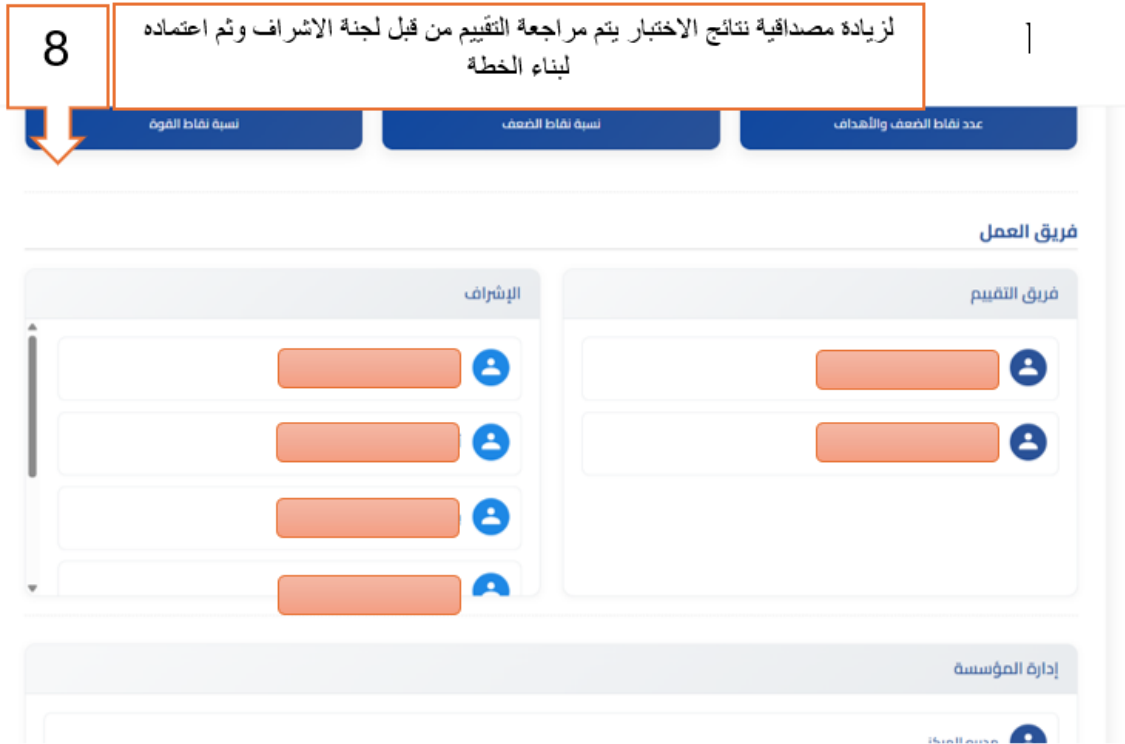 8
لزيادة مصداقية نتائج الاختبار يتم مراجعة التقييم من قبل لجنة الاشراف وثم اعتماده
لبناء الخطة
عدد نقاط الضعف والأهداف
نسبة نقاط الضعف
نسبة نقاط القوة
فريق العمل
فريق التقييم
الإشراف
إدارة المؤسسة